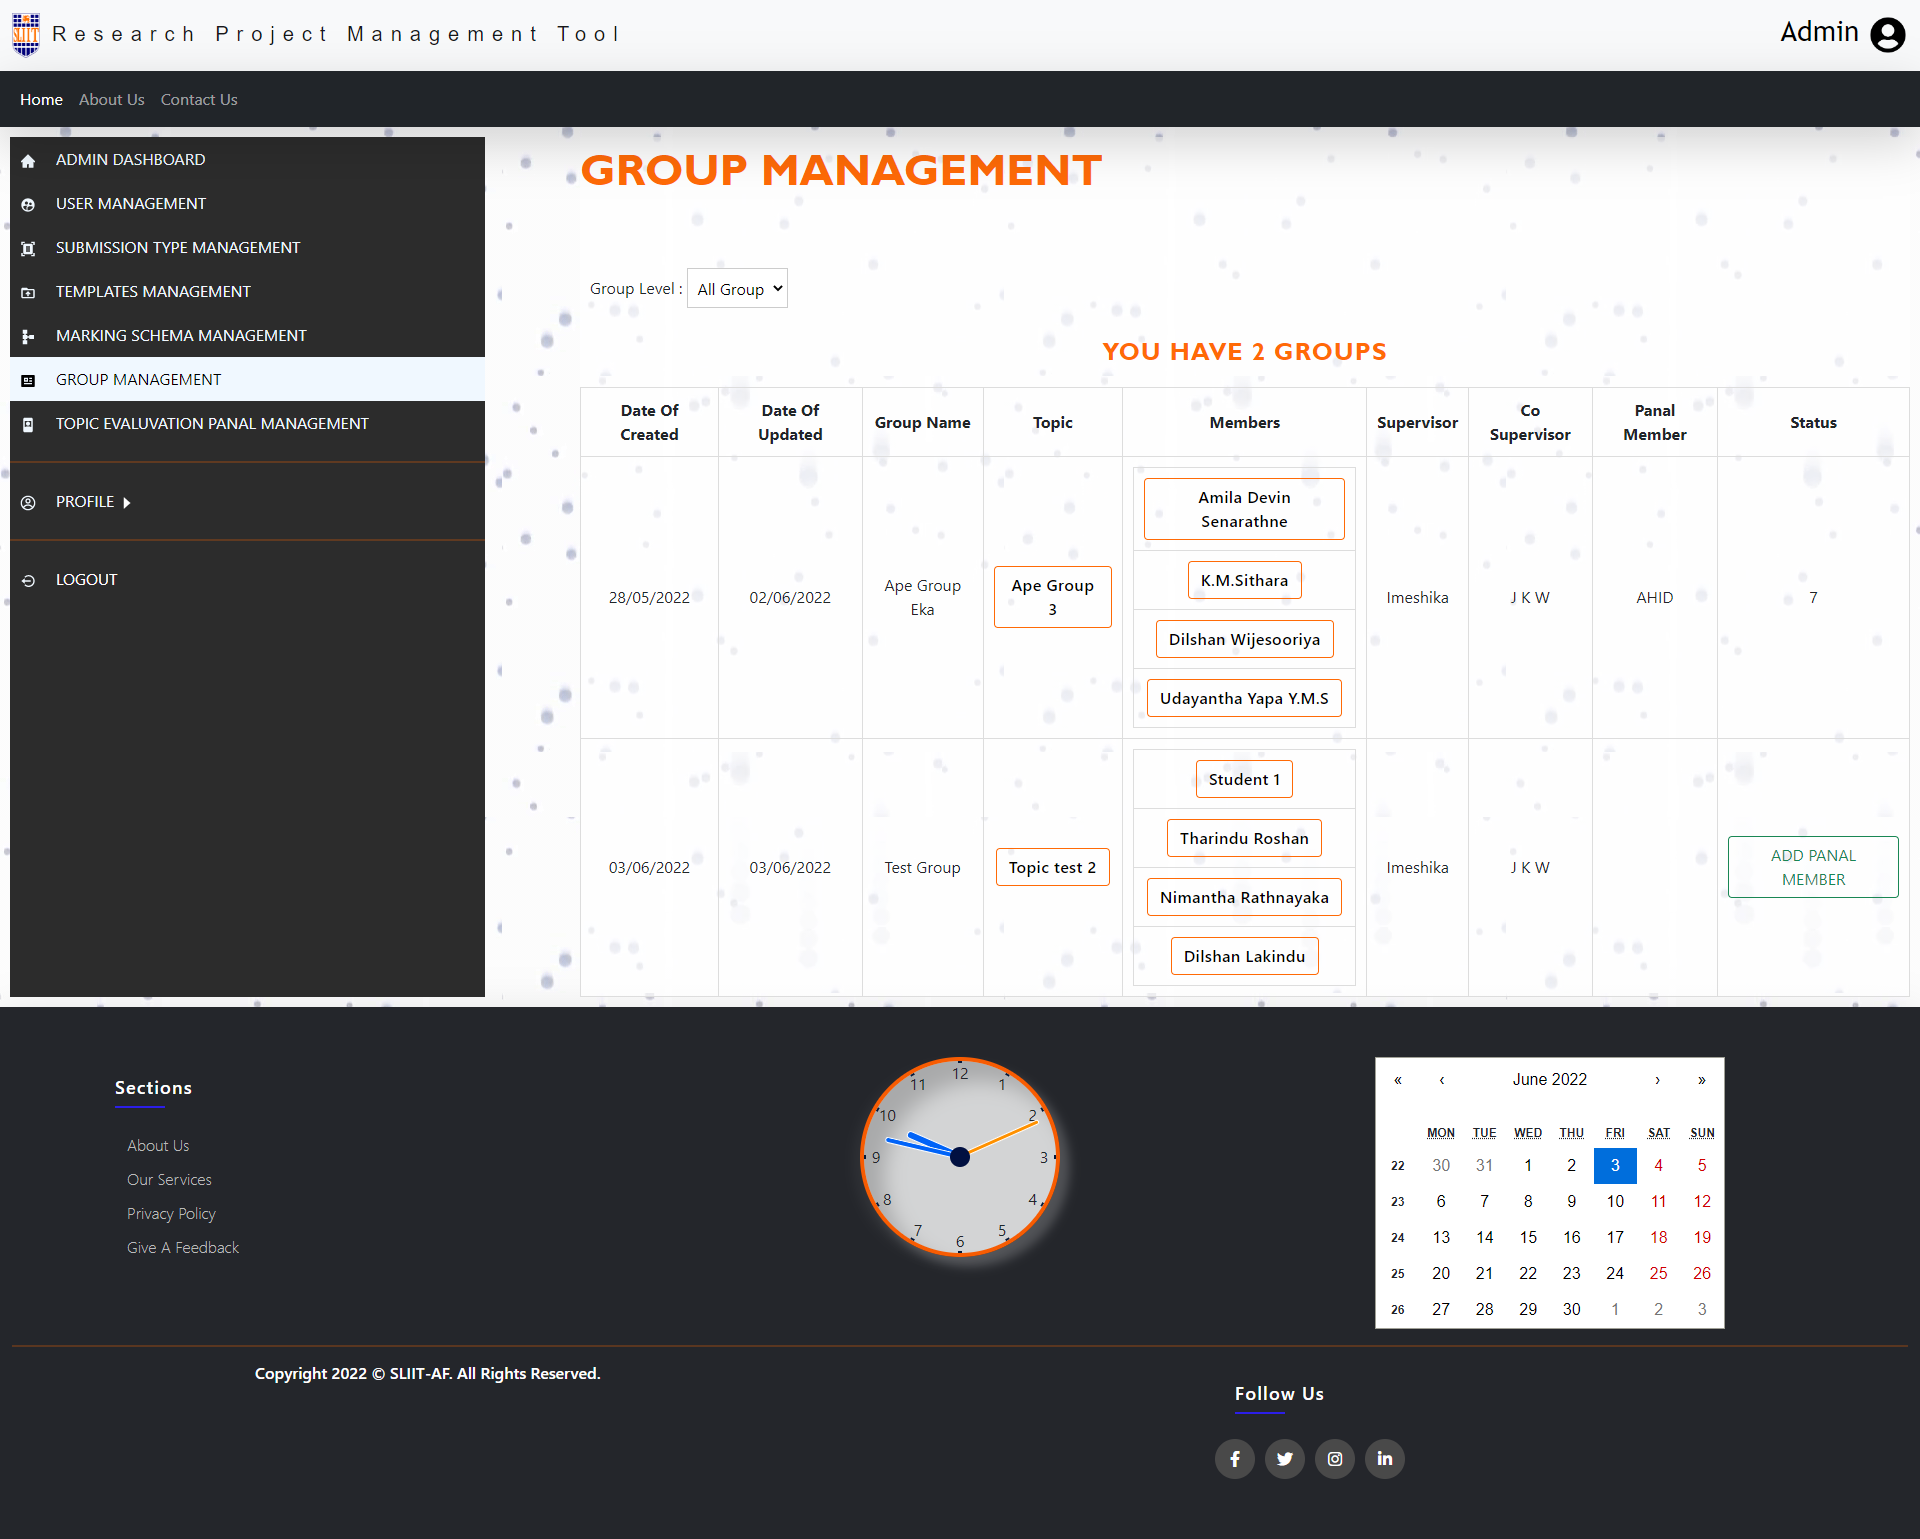 SLIIT
Research Project Management Tool
Admin
Home About Us Contact Us
ADMIN DASHBOARD
USER MANAGEMENT
SUBMISSION TYPE MANAGEMENT
TEMPLATES MANAGEMENT
MARKING SCHEMA MANAGEMENT
GROUP MANAGEMENT
TOPIC EVALUVATION PANAL MANAGEMENT
PROFILE
LOGOUT
GROUP MANAGEMENT
Group Level : All Group
YOU HAVE 2 GROUPS
Date Of Created Date Of Updated Group Name Topic Members Supervisor Co Supervisor Panal Member Status
28/05/2022 02/06/2022 Ape Group Eka Ape Group 3
Amila Devin Senarathne
K.M.Sithara
Dilshan Wijesooriya
Udayantha Yapa Y.M.S
Imeshika J K W AHID 7
03/06/2022 03/06/2022 Test Group Topic test 2
Student 1
Tharindu Roshan
Nimantha Rathnayaka
Dilshan Lakindu
Imeshika J K W ADD PANAL MEMBER
Sections
About Us
Our Services
Privacy Policy
Give A Feedback
12
1
2
3
4
5
6
7
8
9
10
11
« ‹ June 2022 › »
MON TUE WED THU FRI SAT SUN
22 30 31 1 2 3 4 5
23 6 7 8 9 10 11 12
24 13 14 15 16 17 18 19
25 20 21 22 23 24 25 26
26 27 28 29 30 1 2 3
Copyright 2022 © SLIIT-AF. All Rights Reserved.
Follow Us